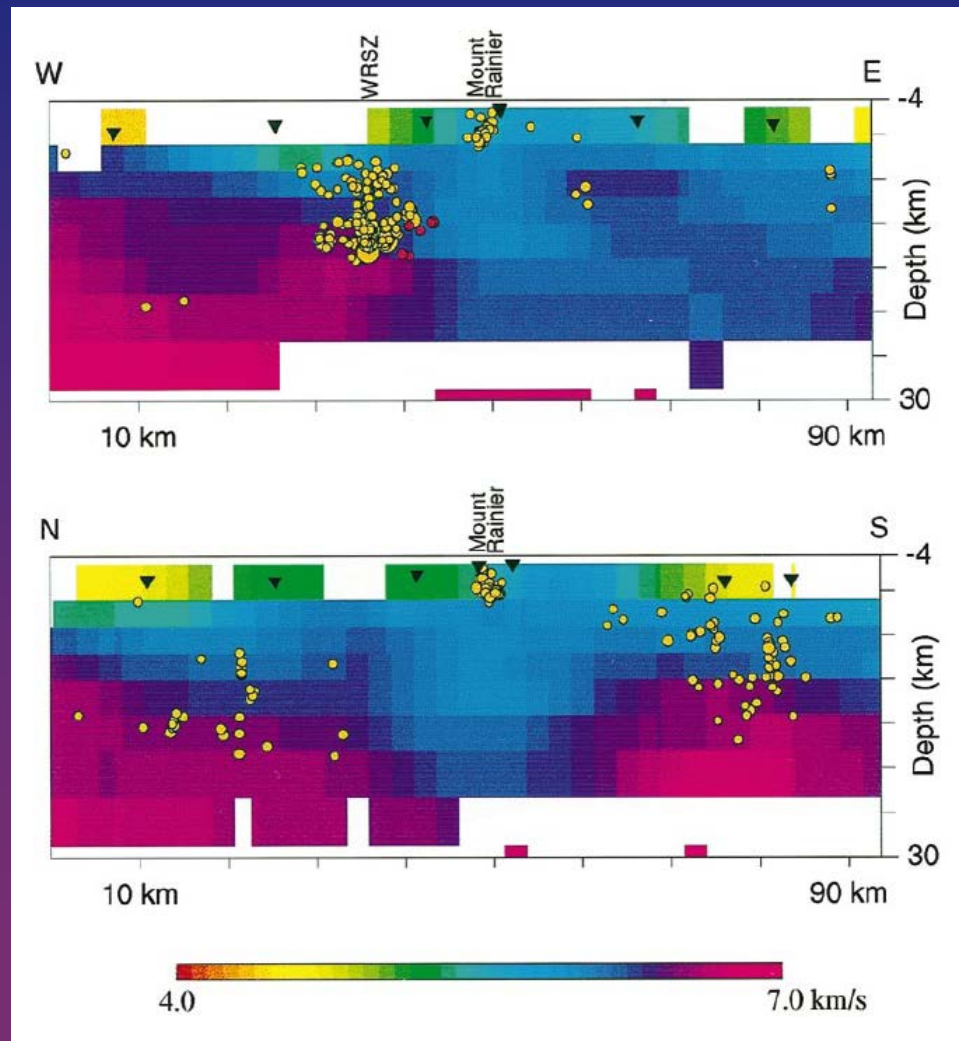 W
WRSZ
Mount
Rainier
E
-4
Depth (km)
30
10 km
90 km
N
Mount
Rainier
S
-4
Depth (km)
30
10 km
90 km
4.0
7.0 km/s